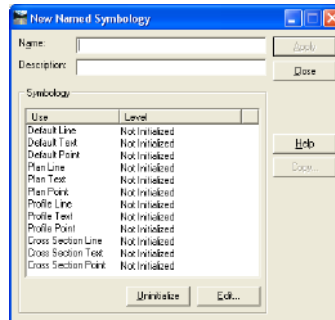 New Named Symbology
Name:
Apply
Description:
Close
Symbology
Use Level
Default Line Not Initialized
Default Text Not Initialized
Default Point Not Initialized
Plan Line Not Initialized
Plan Text Not Initialized
Plan Point Not Initialized
Profile Line Not Initialized
Profile Text Not Initialized
Profile Point Not Initialized
Cross Section Line Not Initialized
Cross Section Text Not Initialized
Cross Section Point Not Initialized
Help
Copy...
Uninitialize Edit...